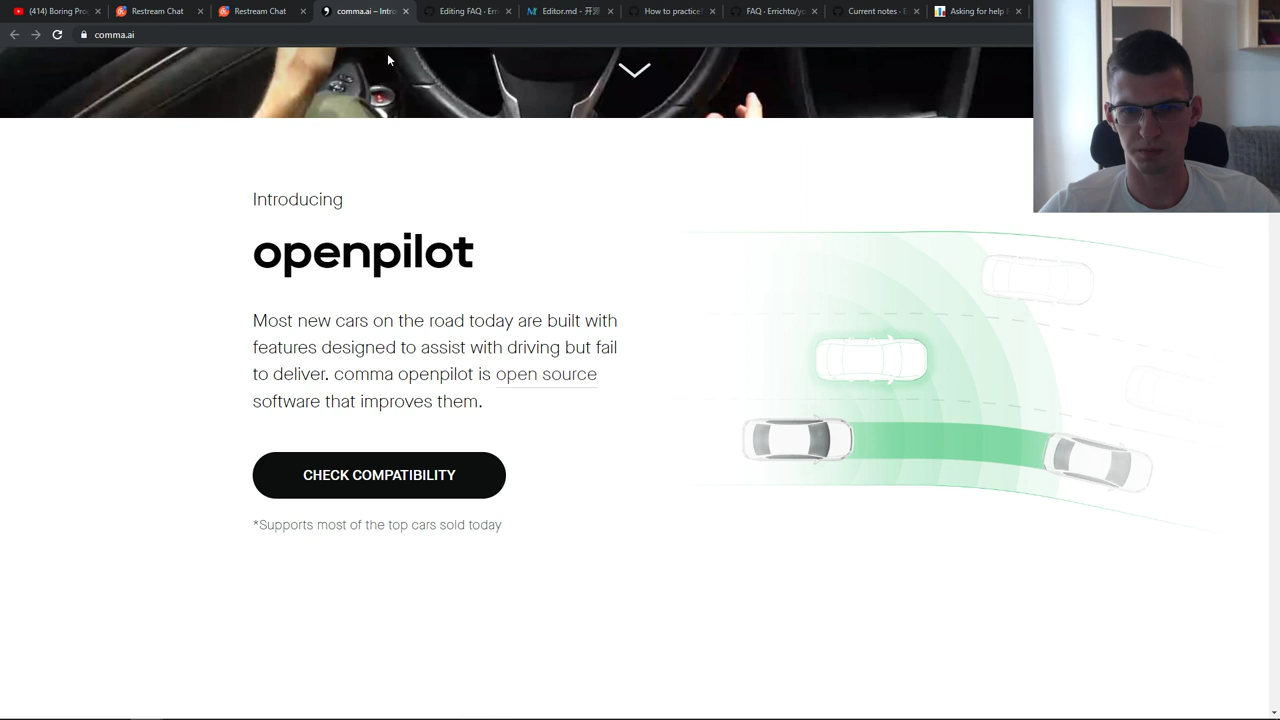 (414) Boring Pro
Restream Chat
Restream Chat
comma.ai – Intro
Editing FAQ · Err
Editor.md - 开源
How to practice?
FAQ · Errichto/yo
Current notes · E
Asking for help
comma.ai
Introducing
openpilot
Most new cars on the road today are built with
features designed to assist with driving but fail
to deliver. comma openpilot is open source
software that improves them.
CHECK COMPATIBILITY
*Supports most of the top cars sold today